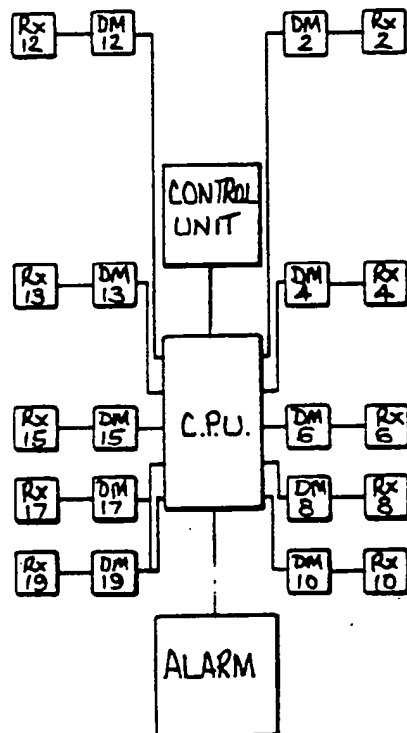 Rx
12
DM
12
DM
2
Rx
2
CONTROL
UNIT
Rx
13
DM
13
DM
4
Rx
4
C.P.U.
Rx
15
DM
15
DM
6
Rx
6
Rx
17
DM
17
DM
8
Rx
8
Rx
19
DM
19
DM
10
Rx
10
ALARM